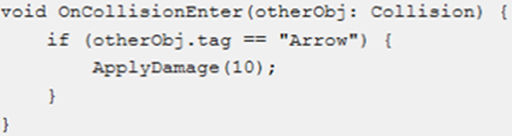 void OnCollisionEnter(otherObj: Collision) {
    if (otherObj.tag == "Arrow") {
        ApplyDamage(10);
    }
}